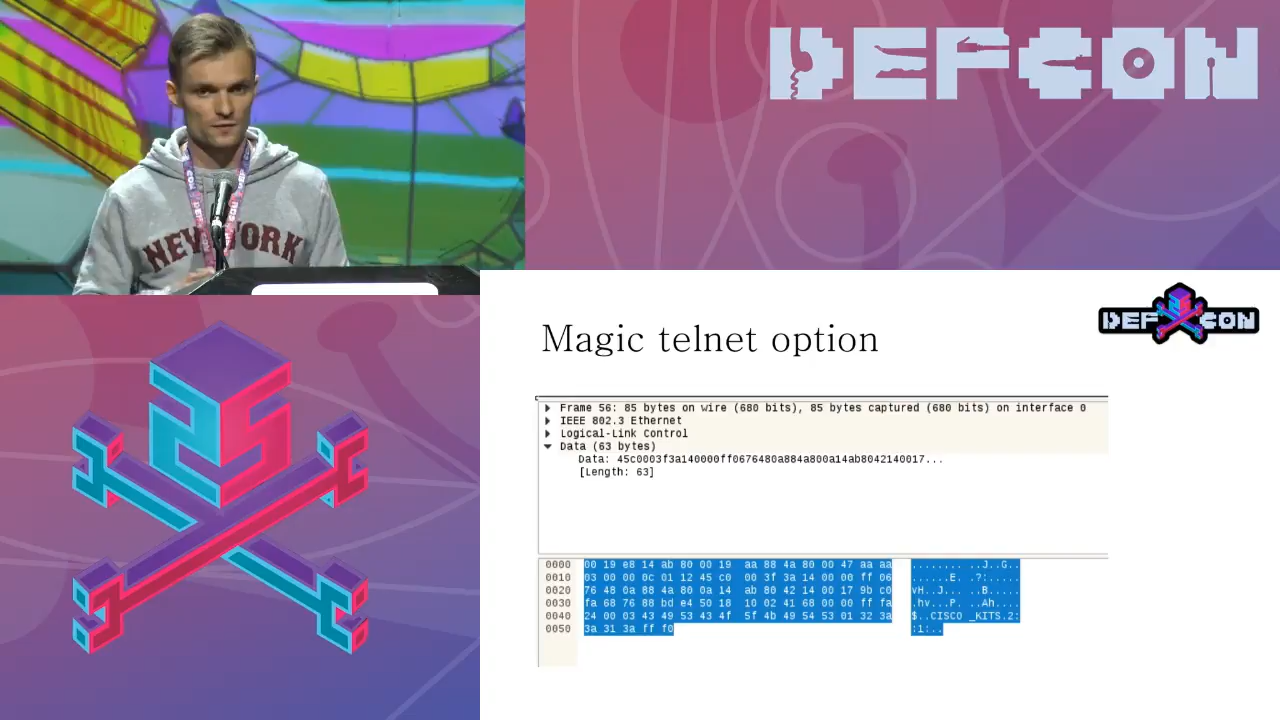 DEFCON
NEW YORK
DEF CON
Magic telnet option
Frame 56: 85 bytes on wire (680 bits), 85 bytes captured (680 bits) on interface 0
IEEE 802.3 Ethernet
Logical-Link Control
Data (63 bytes)
Data: 45c0003f3a140000ff0676480a884a800a14ab8042140017...
[Length: 63]
0000 00 19 e8 14 ab 80 00 19 aa 88 4a 80 00 47 aa aa ........ ..J..G..
0010 03 00 00 0c 01 12 45 c0 00 3f 3a 14 00 00 ff 06 ......E. .?:.....
0020 76 48 0a 88 4a 80 0a 14 ab 80 42 14 00 17 9b c0 vH..J... ..B.....
0030 fa 68 76 88 bd e4 50 18 10 02 41 68 00 00 ff fa .hv...P. ..Ah....
0040 24 00 03 43 49 53 43 4f 5f 4b 49 54 53 01 32 3a $..CISCO _KITS.2:
0050 3a 31 3a ff f0 :1:..